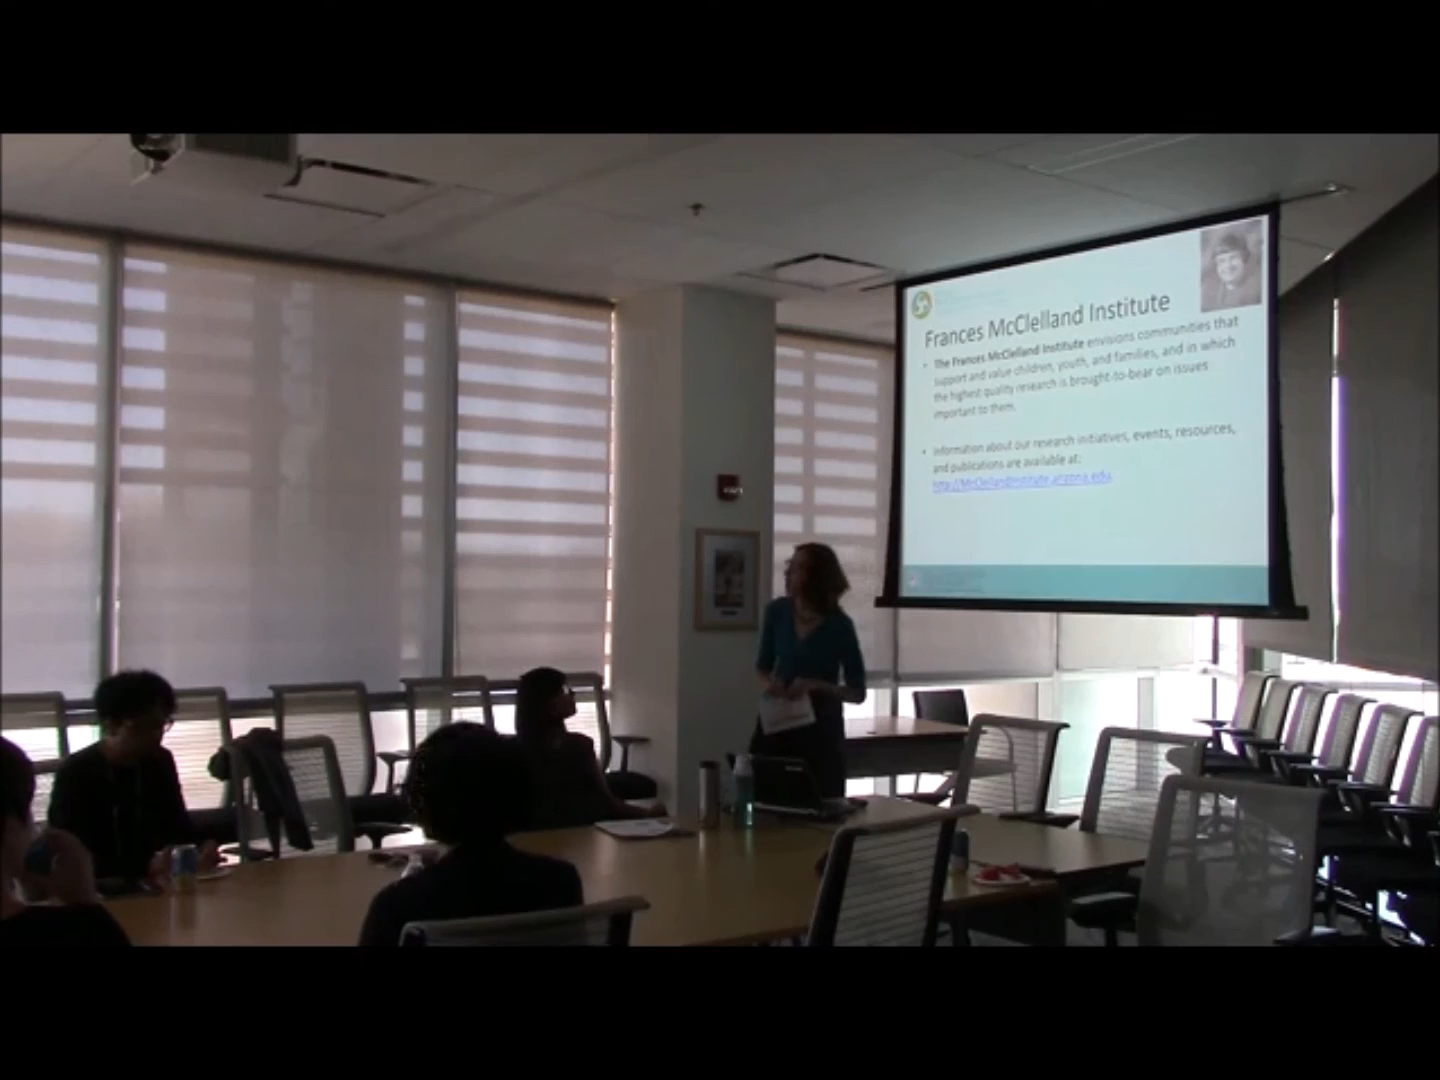 Frances McClelland Institute
• The Frances McClelland Institute envisions communities that
support and value children, youth, and families, and in which
the highest quality research is brought-to-bear on issues
important to them.
• Information about our research initiatives, events, resources,
and publications are available at:
http://McClellandInstitute.arizona.edu